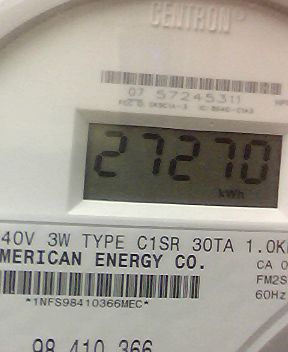 CENTRON®
07 57245311
27270
kWh
40V 3W TYPE C1SR 30TA 1.0K
MERICAN ENERGY CO.
CA 0
FM2S
60Hz
*1NFS98410366MEC*
98 410 366